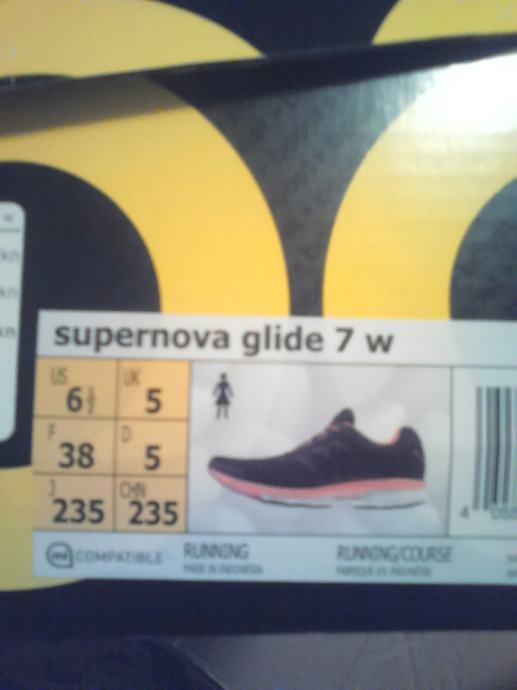 supernova glide 7 w
US 6½ UK 5
F 38 D 5
J 235 CHN 235
mi COMPATIBLE RUNNING RUNNING/COURSE
MADE IN INDONESIA FABRIQUÉ EN INDONÉSIE